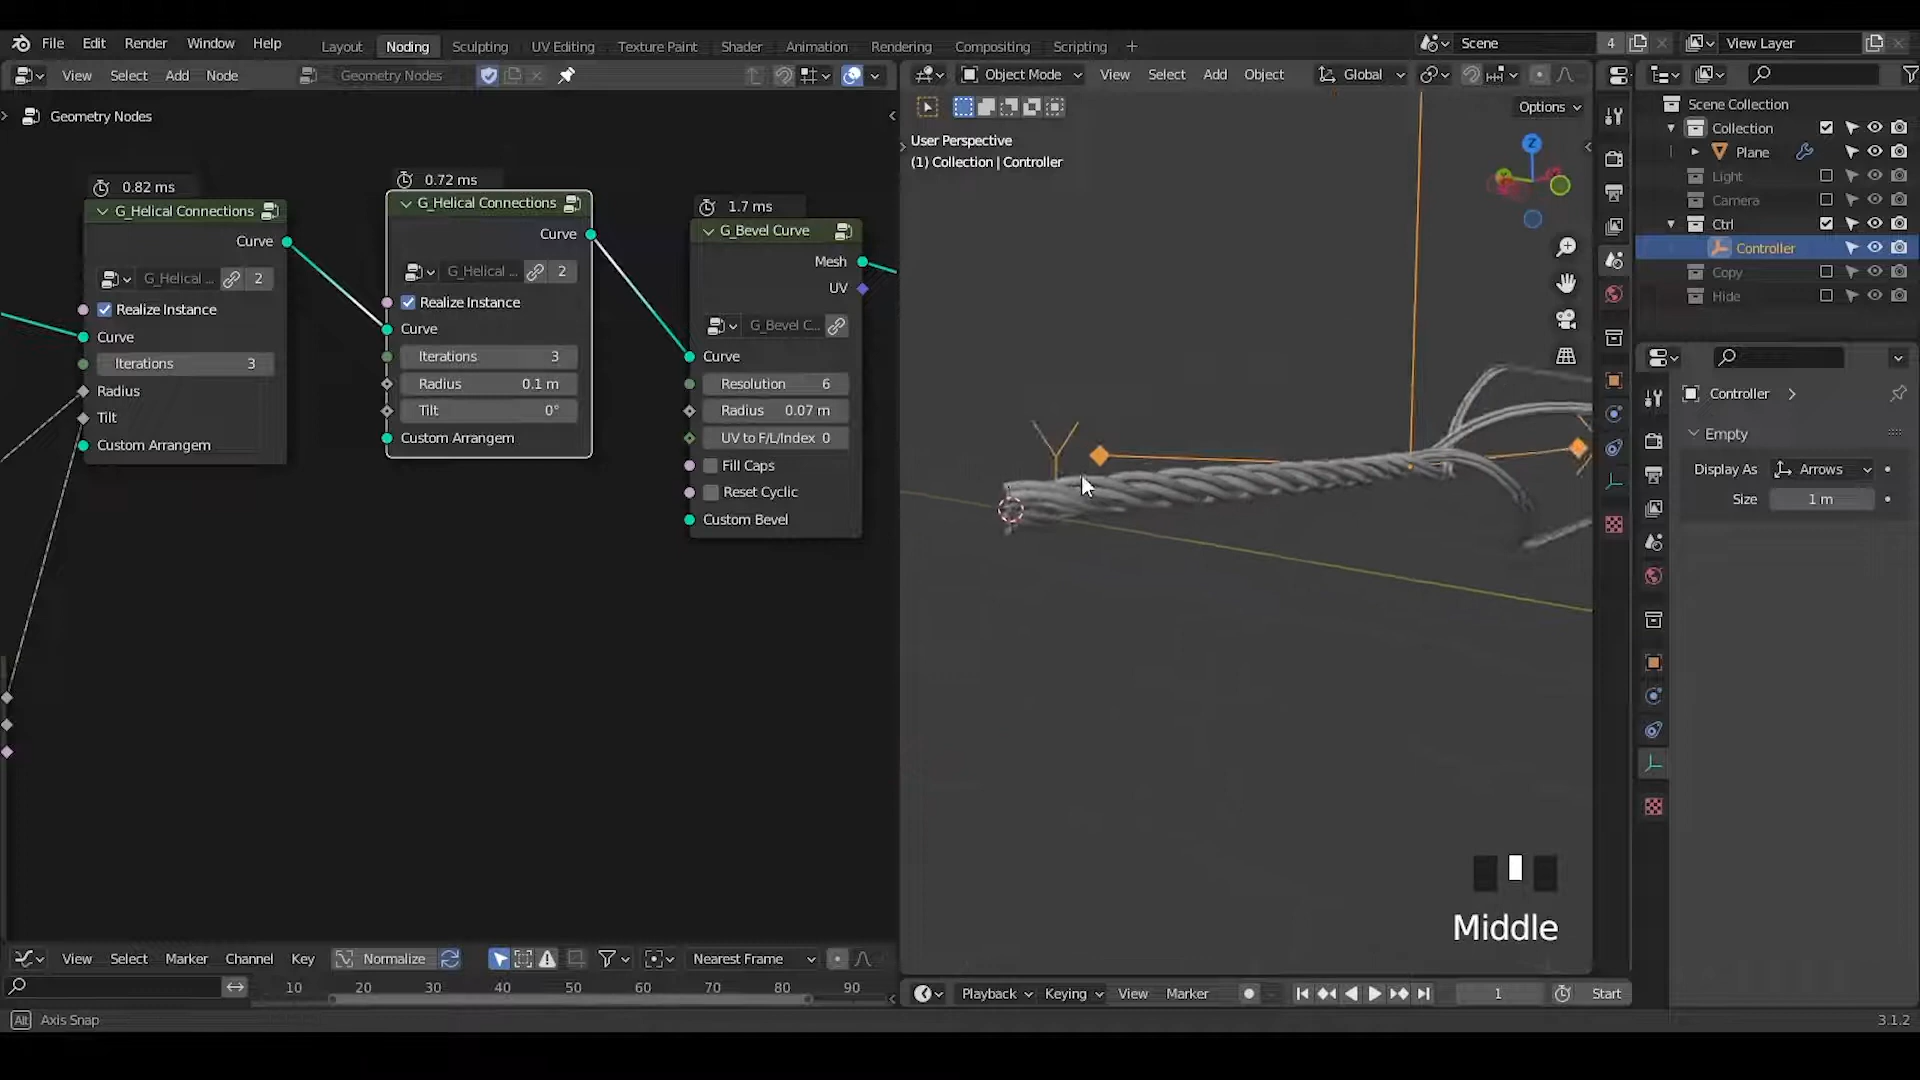 File Edit Render Window Help
Layout Noding Sculpting UV Editing Texture Paint Shader Animation Rendering Compositing Scripting +
Scene 4 View Layer
View Select Add Node Geometry Nodes
Object Mode View Select Add Object Global
Geometry Nodes
Options
User Perspective
(1) Collection | Controller
Z
0.82 ms
G_Helical Connections
Curve
G_Helical ... 2
Realize Instance
Curve
Iterations 3
Radius
Tilt
Custom Arrangem
0.72 ms
G_Helical Connections
Curve
G_Helical ... 2
Realize Instance
Curve
Iterations 3
Radius 0.1 m
Tilt 0°
Custom Arrangem
1.7 ms
G_Bevel Curve
Mesh
UV
G_Bevel C...
Curve
Resolution 6
Radius 0.07 m
UV to F/L/Index 0
Fill Caps
Reset Cyclic
Custom Bevel
Scene Collection
Collection
Plane
Light
Camera
Ctrl
Controller
Copy
Hide
Controller
Empty
Display As Arrows
Size 1 m
Middle
View Select Marker Channel Key Normalize Nearest Frame
10 20 30 40 50 60 70 80 90
Playback Keying View Marker 1 Start
Alt Axis Snap
3.1.2